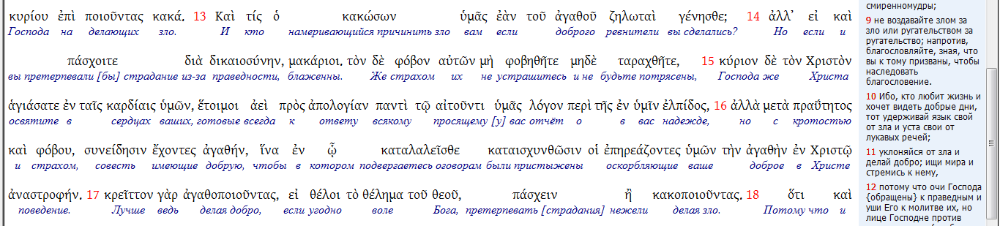 κυρίου ἐπὶ ποιοῦντας κακά. 13 Καὶ τίς ὁ κακώσων ὑμᾶς ἐὰν τοῦ ἀγαθοῦ ζηλωταὶ γένησθε; 14 ἀλλ’ εἰ καὶ
Господа на делающих зло. И кто намеривающийся причинить зло вам если доброго ревнители вы сделались? Но если и
πάσχοιτε διὰ δικαιοσύνην, μακάριοι. τὸν δὲ φόβον αὐτῶν μὴ φοβηθῆτε μηδὲ ταραχθῆτε, 15 κύριον δὲ τὸν Χριστὸν
вы претерпевали [бы] страдание из-за праведности, блаженны. Же страхом их не устрашитесь и не будьте потрясены, Господа же Христа
ἁγιάσατε ἐν ταῖς καρδίαις ὑμῶν, ἕτοιμοι ἀεὶ πρὸς ἀπολογίαν παντὶ τῷ αἰτοῦντι ὑμᾶς λόγον περὶ τῆς ἐν ὑμῖν ἐλπίδος, 16 ἀλλὰ μετὰ πραΰτητος
освятите в сердцах ваших, готовые всегда к ответу всякому просящему [у] вас отчёт о в вас надежде, но с кротостью
καὶ φόβου, συνείδησιν ἔχοντες ἀγαθήν, ἵνα ἐν ᾧ καταλαλεῖσθε καταισχυνθῶσιν οἱ ἐπηρεάζοντες ὑμῶν τὴν ἀγαθὴν ἐν Χριστῷ
и страхом, совесть имеющие добрую, чтобы в котором подвергаетесь оговорам были пристыжены оскорбляющие ваше доброе в Христе
ἀναστροφήν. 17 κρεῖττον γὰρ ἀγαθοποιοῦντας, εἰ θέλοι τὸ θέλημα τοῦ θεοῦ, πάσχειν ἢ κακοποιοῦντας. 18 ὅτι καὶ
поведение. Лучше ведь делая добро, если угодно воле Бога, претерпевать [страдания] нежели делая зло. Потому что и
смиренномудры;
9 не воздавайте злом за
зло или ругательством за
ругательство; напротив,
благословляйте, зная, что
вы к тому призваны, чтобы
наследовать
благословение.
10 Ибо, кто любит жизнь и
хочет видеть добрые дни,
тот удерживай язык свой
от зла и уста свои от
лукавых речей;
11 уклоняйся от зла и
делай добро; ищи мира и
стремись к нему,
12 потому что очи Господа
{обращены} к праведным и
уши Его к молитве их, но
лице Господне против